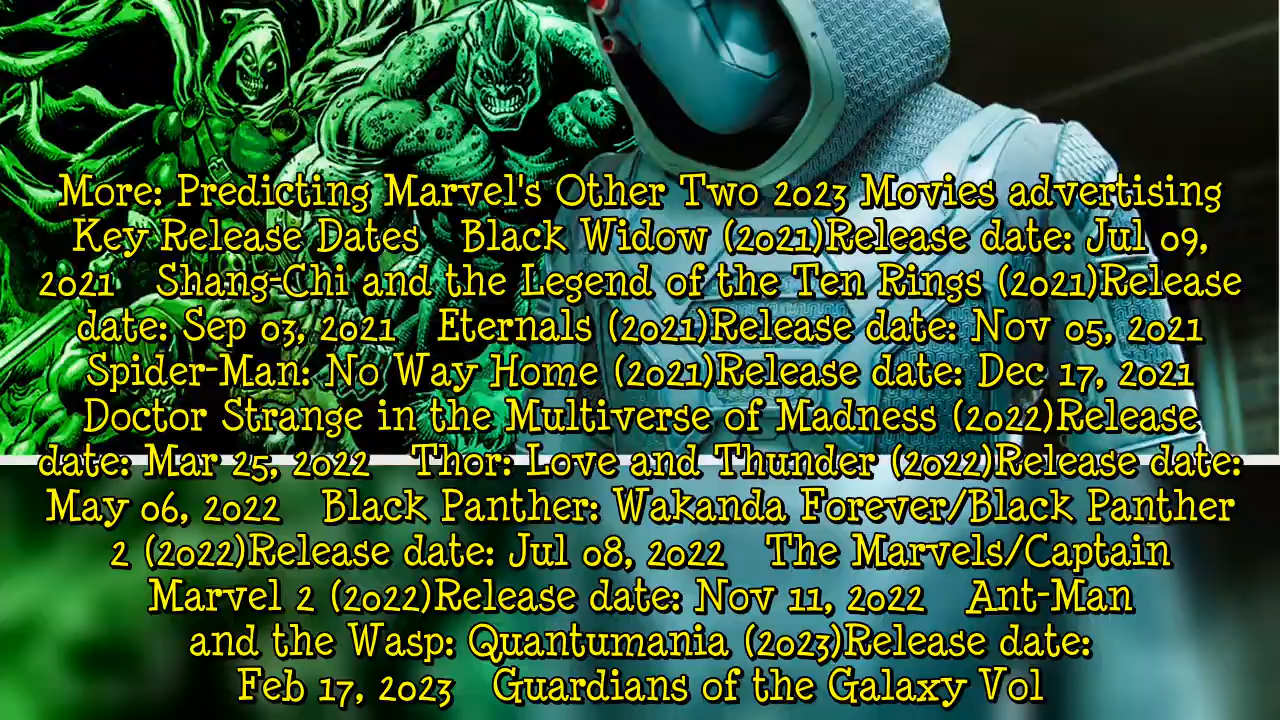 More: Predicting Marvel's Other Two 2023 Movies advertising
Key Release Dates Black Widow (2021)Release date: Jul 09,
2021 Shang-Chi and the Legend of the Ten Rings (2021)Release
date: Sep 03, 2021 Eternals (2021)Release date: Nov 05, 2021
Spider-Man: No Way Home (2021)Release date: Dec 17, 2021
Doctor Strange in the Multiverse of Madness (2022)Release
date: Mar 25, 2022 Thor: Love and Thunder (2022)Release date:
May 06, 2022 Black Panther: Wakanda Forever/Black Panther
2 (2022)Release date: Jul 08, 2022 The Marvels/Captain
Marvel 2 (2022)Release date: Nov 11, 2022 Ant-Man
and the Wasp: Quantumania (2023)Release date:
Feb 17, 2023 Guardians of the Galaxy Vol